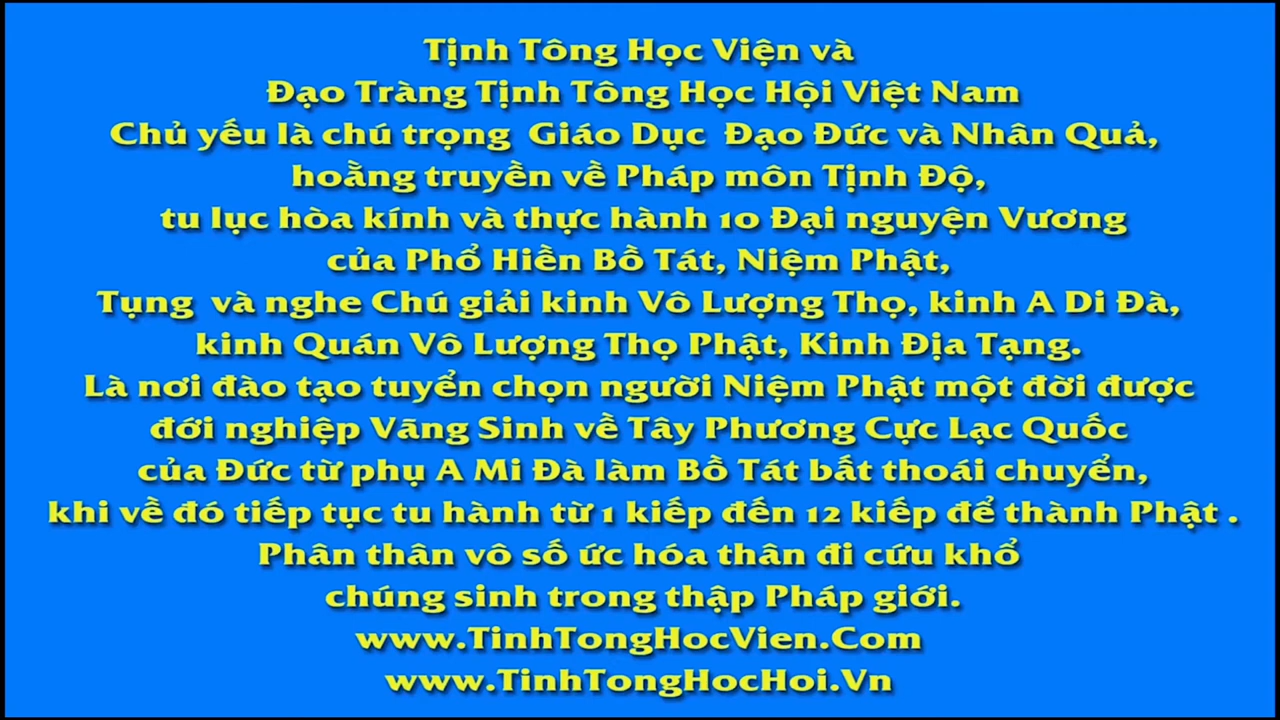 Tịnh Tông Học Viện và
Đạo Tràng Tịnh Tông Học Hội Việt Nam
Chủ yếu là chú trọng Giáo Dục Đạo Đức và Nhân Quả,
hoằng truyền về Pháp môn Tịnh Độ,
tu lục hòa kính và thực hành 10 Đại nguyện Vương
của Phổ Hiền Bồ Tát, Niệm Phật,
Tụng và nghe Chú giải kinh Vô Lượng Thọ, kinh A Di Đà,
kinh Quán Vô Lượng Thọ Phật, Kinh Địa Tạng.
Là nơi đào tạo tuyển chọn người Niệm Phật một đời được
đới nghiệp Vãng Sinh về Tây Phương Cực Lạc Quốc
của Đức từ phụ A Mi Đà làm Bồ Tát bất thoái chuyển,
khi về đó tiếp tục tu hành từ 1 kiếp đến 12 kiếp để thành Phật .
Phân thân vô số ức hóa thân đi cứu khổ
chúng sinh trong thập Pháp giới.
www.TinhTongHocVien.Com
www.TinhTongHocHoi.Vn